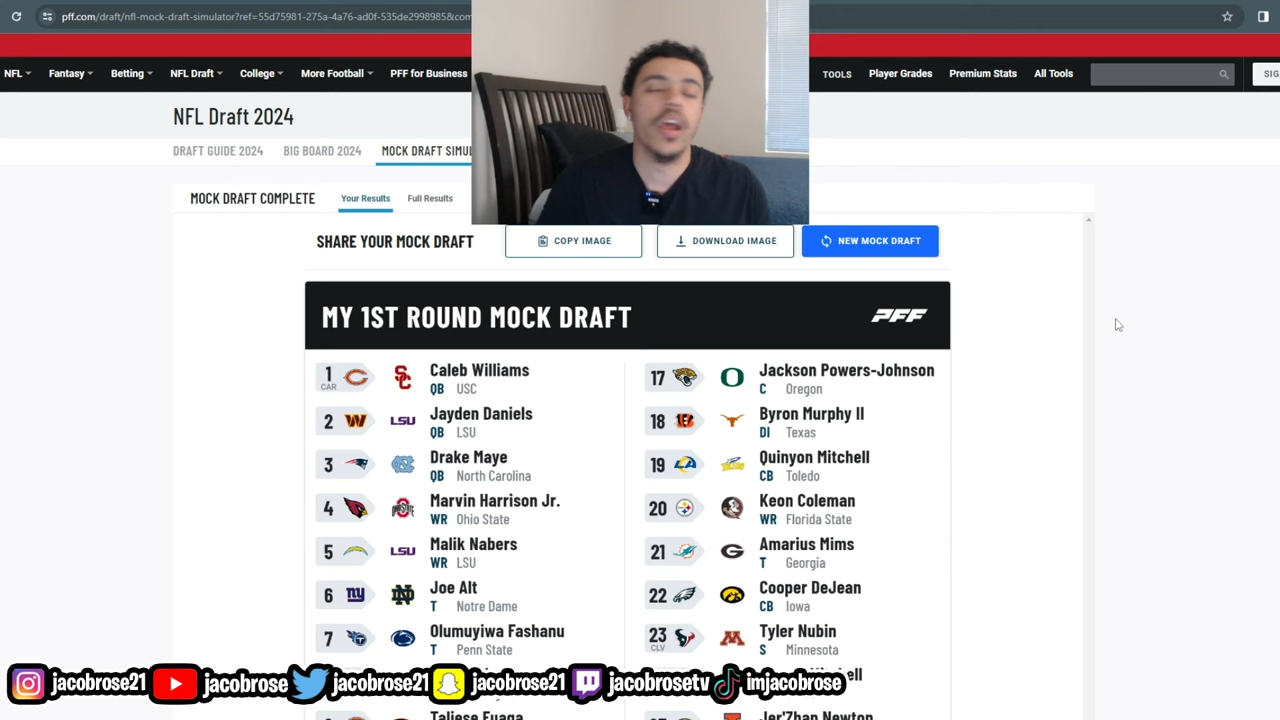 pff.com/draft/nfl-mock-draft-simulator?ref=55d75981-275a-4a76-ad0f-535de2998985&com
NFL Fantasy Betting NFL Draft College More Football PFF for Business TOOLS Player Grades Premium Stats All Tools SIG
NFL Draft 2024
DRAFT GUIDE 2024 BIG BOARD 2024 MOCK DRAFT SIMU
MOCK DRAFT COMPLETE Your Results Full Results
SHARE YOUR MOCK DRAFT COPY IMAGE DOWNLOAD IMAGE NEW MOCK DRAFT
MY 1ST ROUND MOCK DRAFT PFF
1 CAR SC Caleb Williams
QB USC
2 W LSU Jayden Daniels
QB LSU
3 Drake Maye
QB North Carolina
4 Marvin Harrison Jr.
WR Ohio State
5 LSU Malik Nabers
WR LSU
6 ny Joe Alt
T Notre Dame
7 Olumuyiwa Fashanu
T Penn State
Taliese Fuaga
17 Jackson Powers-Johnson
C Oregon
18 Byron Murphy II
DI Texas
19 Quinyon Mitchell
CB Toledo
20 Keon Coleman
WR Florida State
21 Amarius Mims
T Georgia
22 Cooper DeJean
CB Iowa
23 CLV Tyler Nubin
S Minnesota
Jer'Zhan Newton
jacobrose21 jacobrose jacobrose21 jacobrose21 jacobrosetv imjacobrose